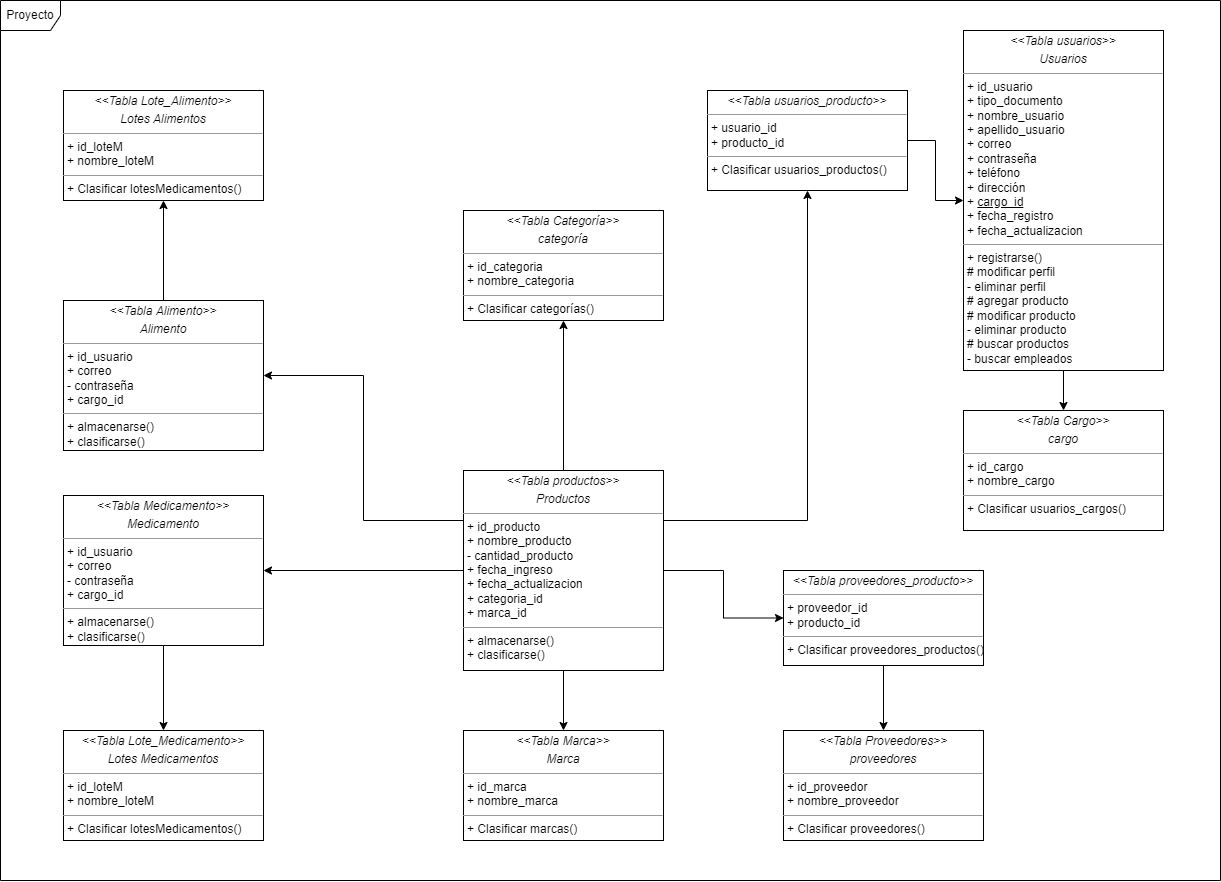 Proyecto
<<Tabla usuarios>>
Usuarios
+ id_usuario
+ tipo_documento
+ nombre_usuario
+ apellido_usuario
+ correo
+ contraseña
+ teléfono
+ dirección
+ cargo_id
+ fecha_registro
+ fecha_actualizacion
+ registrarse()
# modificar perfil
- eliminar perfil
# agregar producto
# modificar producto
- eliminar producto
# buscar productos
- buscar empleados
<<Tabla Lote_Alimento>>
Lotes Alimentos
+ id_loteM
+ nombre_loteM
+ Clasificar lotesMedicamentos()
<<Tabla usuarios_producto>>
+ usuario_id
+ producto_id
+ Clasificar usuarios_productos()
<<Tabla Categoría>>
categoría
+ id_categoria
+ nombre_categoria
+ Clasificar categorías()
<<Tabla Alimento>>
Alimento
+ id_usuario
+ correo
- contraseña
+ cargo_id
+ almacenarse()
+ clasificarse()
<<Tabla Cargo>>
cargo
+ id_cargo
+ nombre_cargo
+ Clasificar usuarios_cargos()
<<Tabla productos>>
Productos
+ id_producto
+ nombre_producto
- cantidad_producto
+ fecha_ingreso
+ fecha_actualizacion
+ categoria_id
+ marca_id
+ almacenarse()
+ clasificarse()
<<Tabla Medicamento>>
Medicamento
+ id_usuario
+ correo
- contraseña
+ cargo_id
+ almacenarse()
+ clasificarse()
<<Tabla proveedores_producto>>
+ proveedor_id
+ producto_id
+ Clasificar proveedores_productos()
<<Tabla Lote_Medicamento>>
Lotes Medicamentos
+ id_loteM
+ nombre_loteM
+ Clasificar lotesMedicamentos()
<<Tabla Marca>>
Marca
+ id_marca
+ nombre_marca
+ Clasificar marcas()
<<Tabla Proveedores>>
proveedores
+ id_proveedor
+ nombre_proveedor
+ Clasificar proveedores()